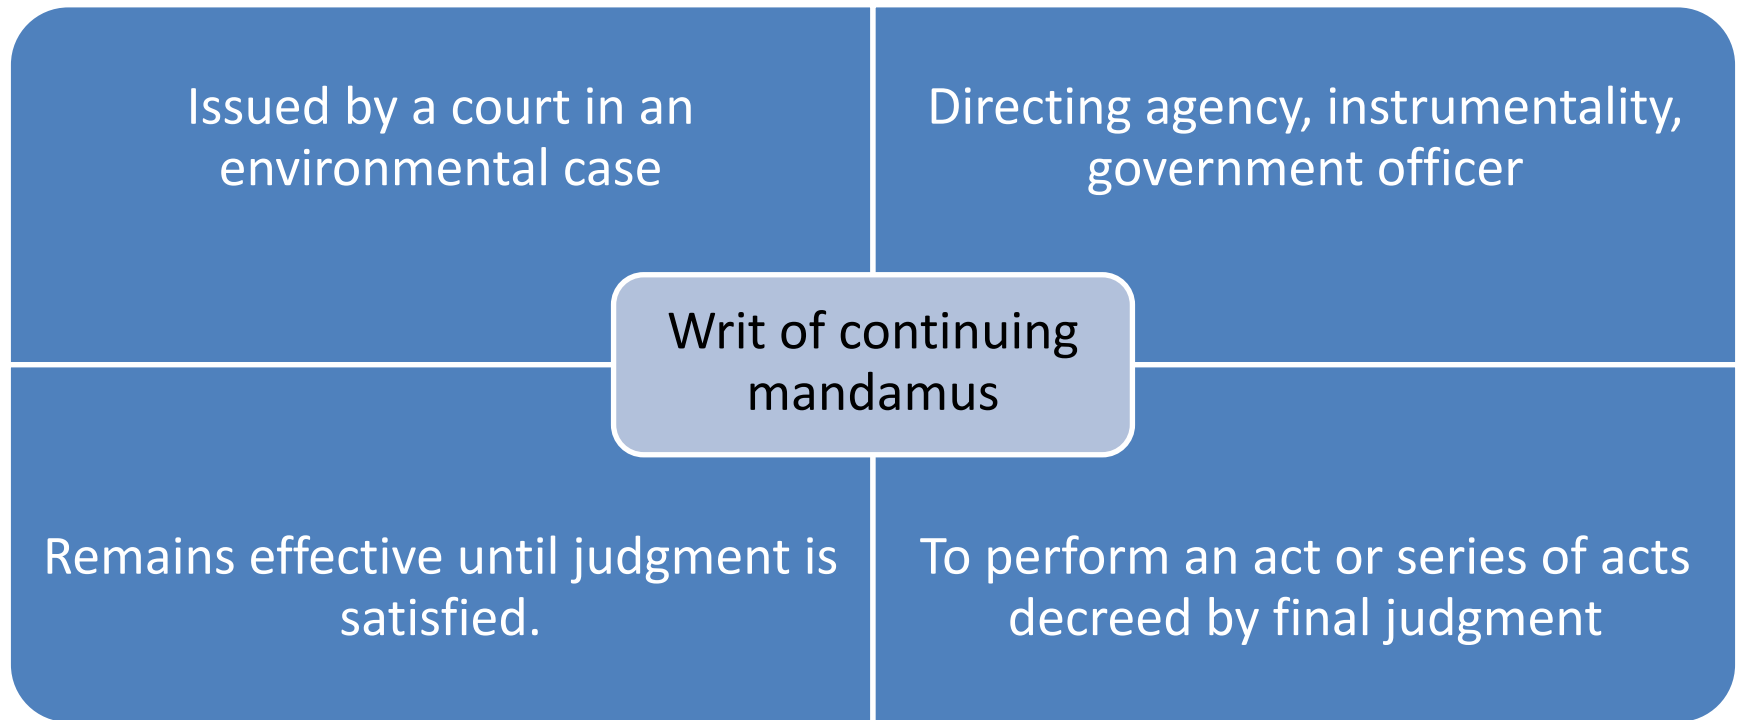 Issued by a court in an
environmental case
Directing agency, instrumentality,
government officer
Writ of continuing
mandamus
Remains effective until judgment is
satisfied.
To perform an act or series of acts
decreed by final judgment